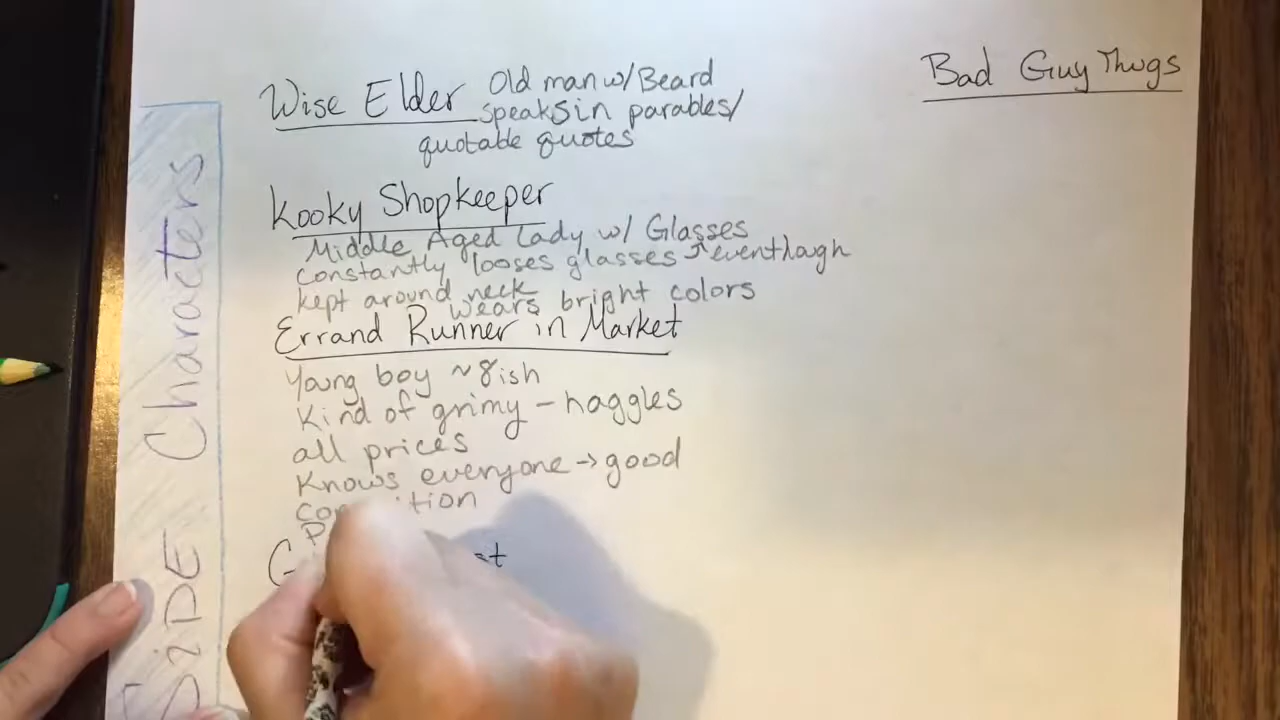 SIDE Characters
Wise Elder Old man w/ Beard
speaks in parables/
quotable quotes
Kooky Shopkeeper
Middle Aged Lady w/ Glasses
constantly looses glasses eventhough
kept around neck
wears bright colors
Errand Runner in Market
Young boy ~8ish
Kind of grimy - haggles
all prices
Knows everyone → good
Bad Guy Thugs